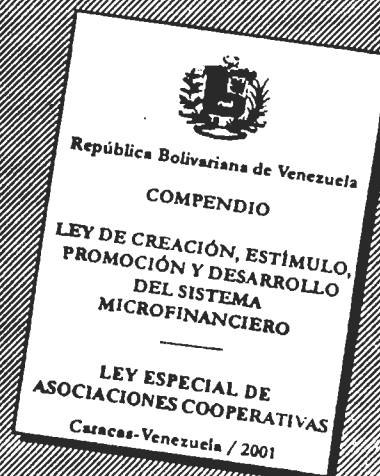 República Bolivariana de Venezuela
COMPENDIO
LEY DE CREACIÓN, ESTÍMULO,
PROMOCIÓN Y DESARROLLO
DEL SISTEMA
MICROFINANCIERO
LEY ESPECIAL DE
ASOCIACIONES COOPERATIVAS
Caracas-Venezuela / 2001